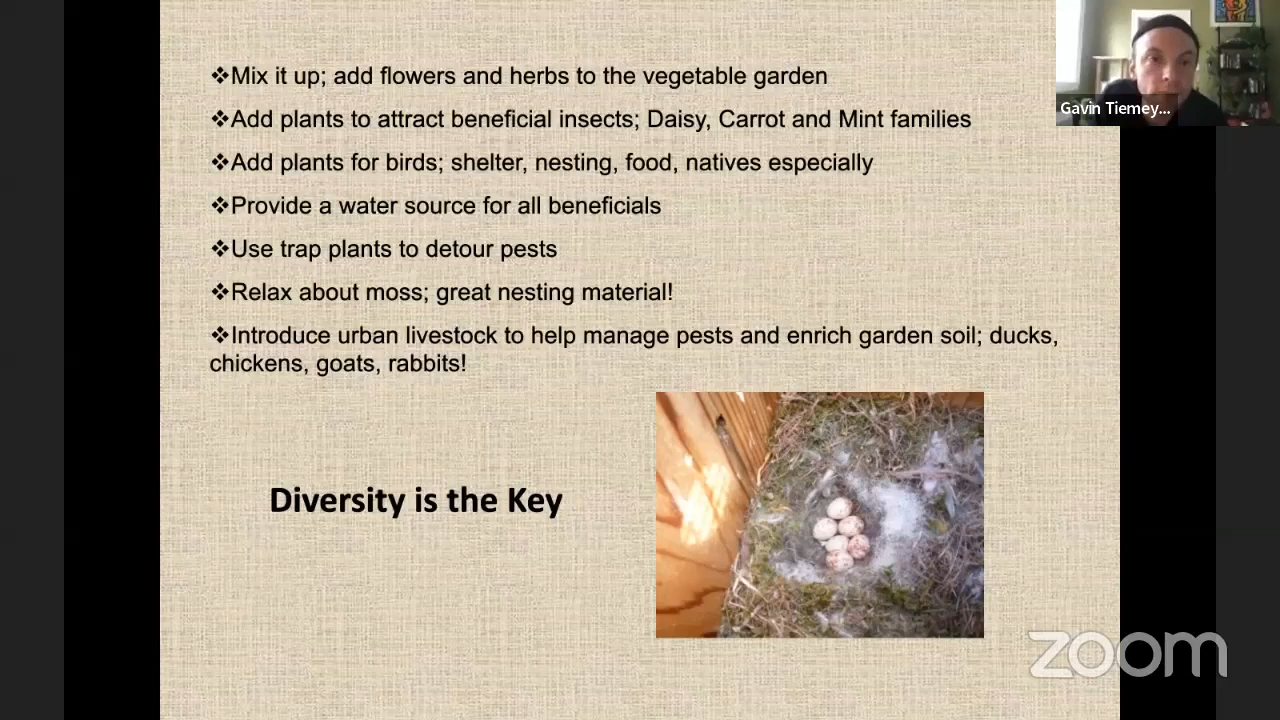 ❖Mix it up; add flowers and herbs to the vegetable garden
❖Add plants to attract beneficial insects; Daisy, Carrot and Mint families
❖Add plants for birds; shelter, nesting, food, natives especially
❖Provide a water source for all beneficials
❖Use trap plants to detour pests
❖Relax about moss; great nesting material!
❖Introduce urban livestock to help manage pests and enrich garden soil; ducks,
chickens, goats, rabbits!
Diversity is the Key
Gavin Tiemey...
zoom